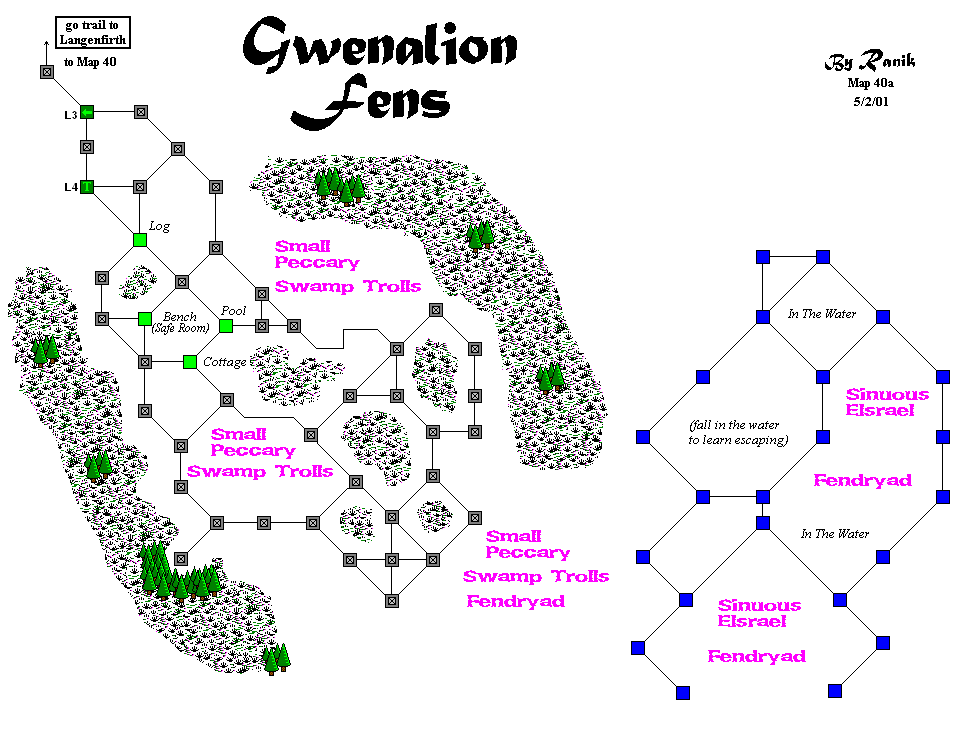 go trail to
Langenfirth
to Map 40
Gwenalion
Fens
By Ranik
Map 40a
5/2/01
L3
L4
Log
Small
Peccary
Swamp Trolls
Pool
Bench
(Safe Room)
Cottage
In The Water
Sinuous
Elsrael
(fall in the water
to learn escaping)
Small
Peccary
Swamp Trolls
Fendryad
Small
Peccary
Swamp Trolls
Fendryad
In The Water
Sinuous
Elsrael
Fendryad